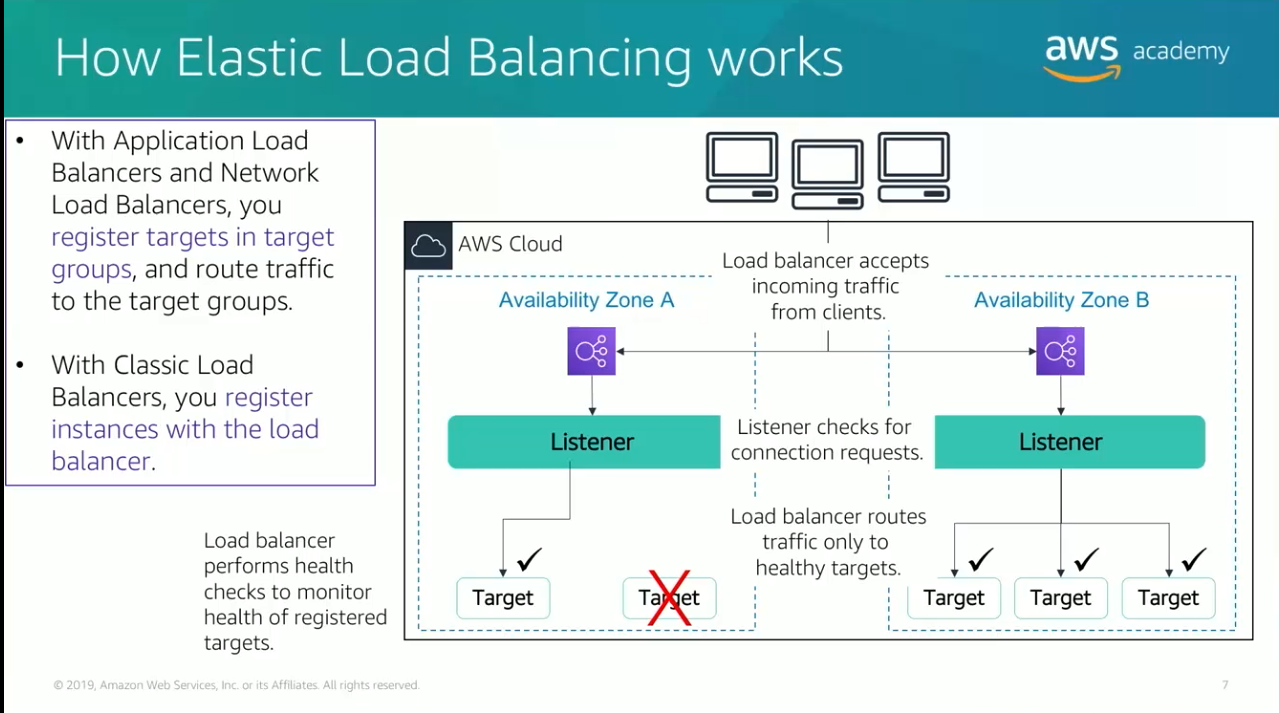 How Elastic Load Balancing works
aws academy
• With Application Load
Balancers and Network
Load Balancers, you
register targets in target
groups, and route traffic
to the target groups.
• With Classic Load
Balancers, you register
instances with the load
balancer.
Load balancer
performs health
checks to monitor
health of registered
targets.
AWS Cloud
Load balancer accepts
incoming traffic
from clients.
Availability Zone A
Availability Zone B
Listener
Listener checks for
connection requests.
Listener
Load balancer routes
traffic only to
healthy targets.
Target
Target
Target
Target
Target
© 2019, Amazon Web Services, Inc. or its Affiliates. All rights reserved.
7